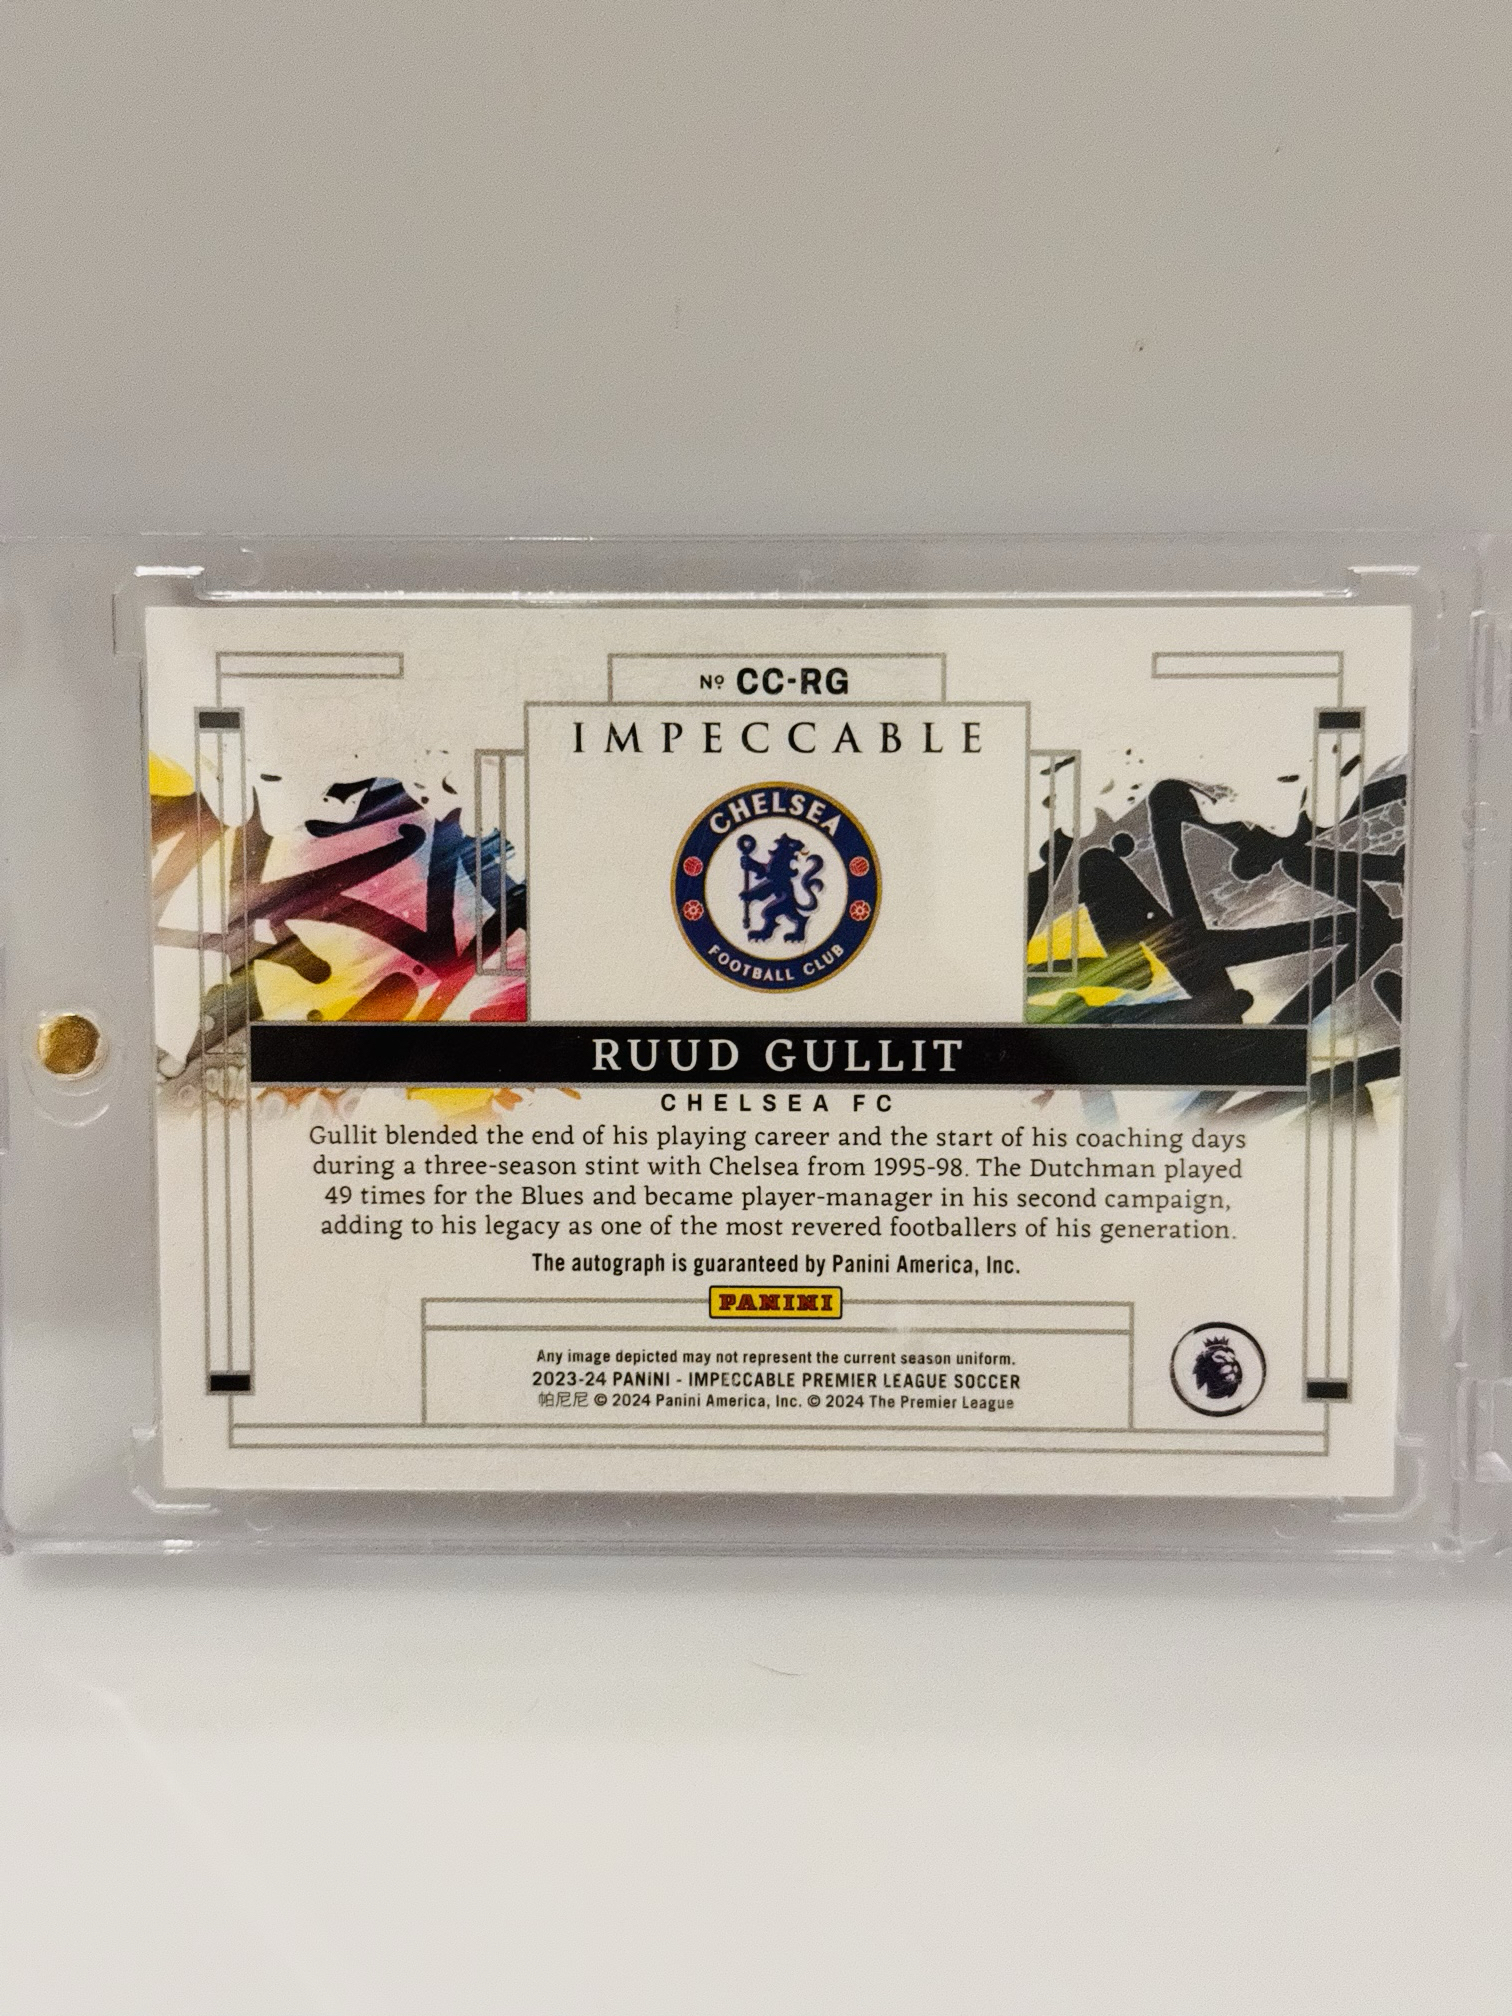 Nº CC-RG
IMPECCABLE
CHELSEA
FOOTBALL CLUB
RUUD GULLIT
CHELSEA FC
Gullit blended the end of his playing career and the start of his coaching days
during a three-season stint with Chelsea from 1995-98. The Dutchman played
49 times for the Blues and became player-manager in his second campaign,
adding to his legacy as one of the most revered footballers of his generation.
The autograph is guaranteed by Panini America, Inc.
PANINI
Any image depicted may not represent the current season uniform.
2023-24 PANINI - IMPECCABLE PREMIER LEAGUE SOCCER
帕尼尼 © 2024 Panini America, Inc. © 2024 The Premier League